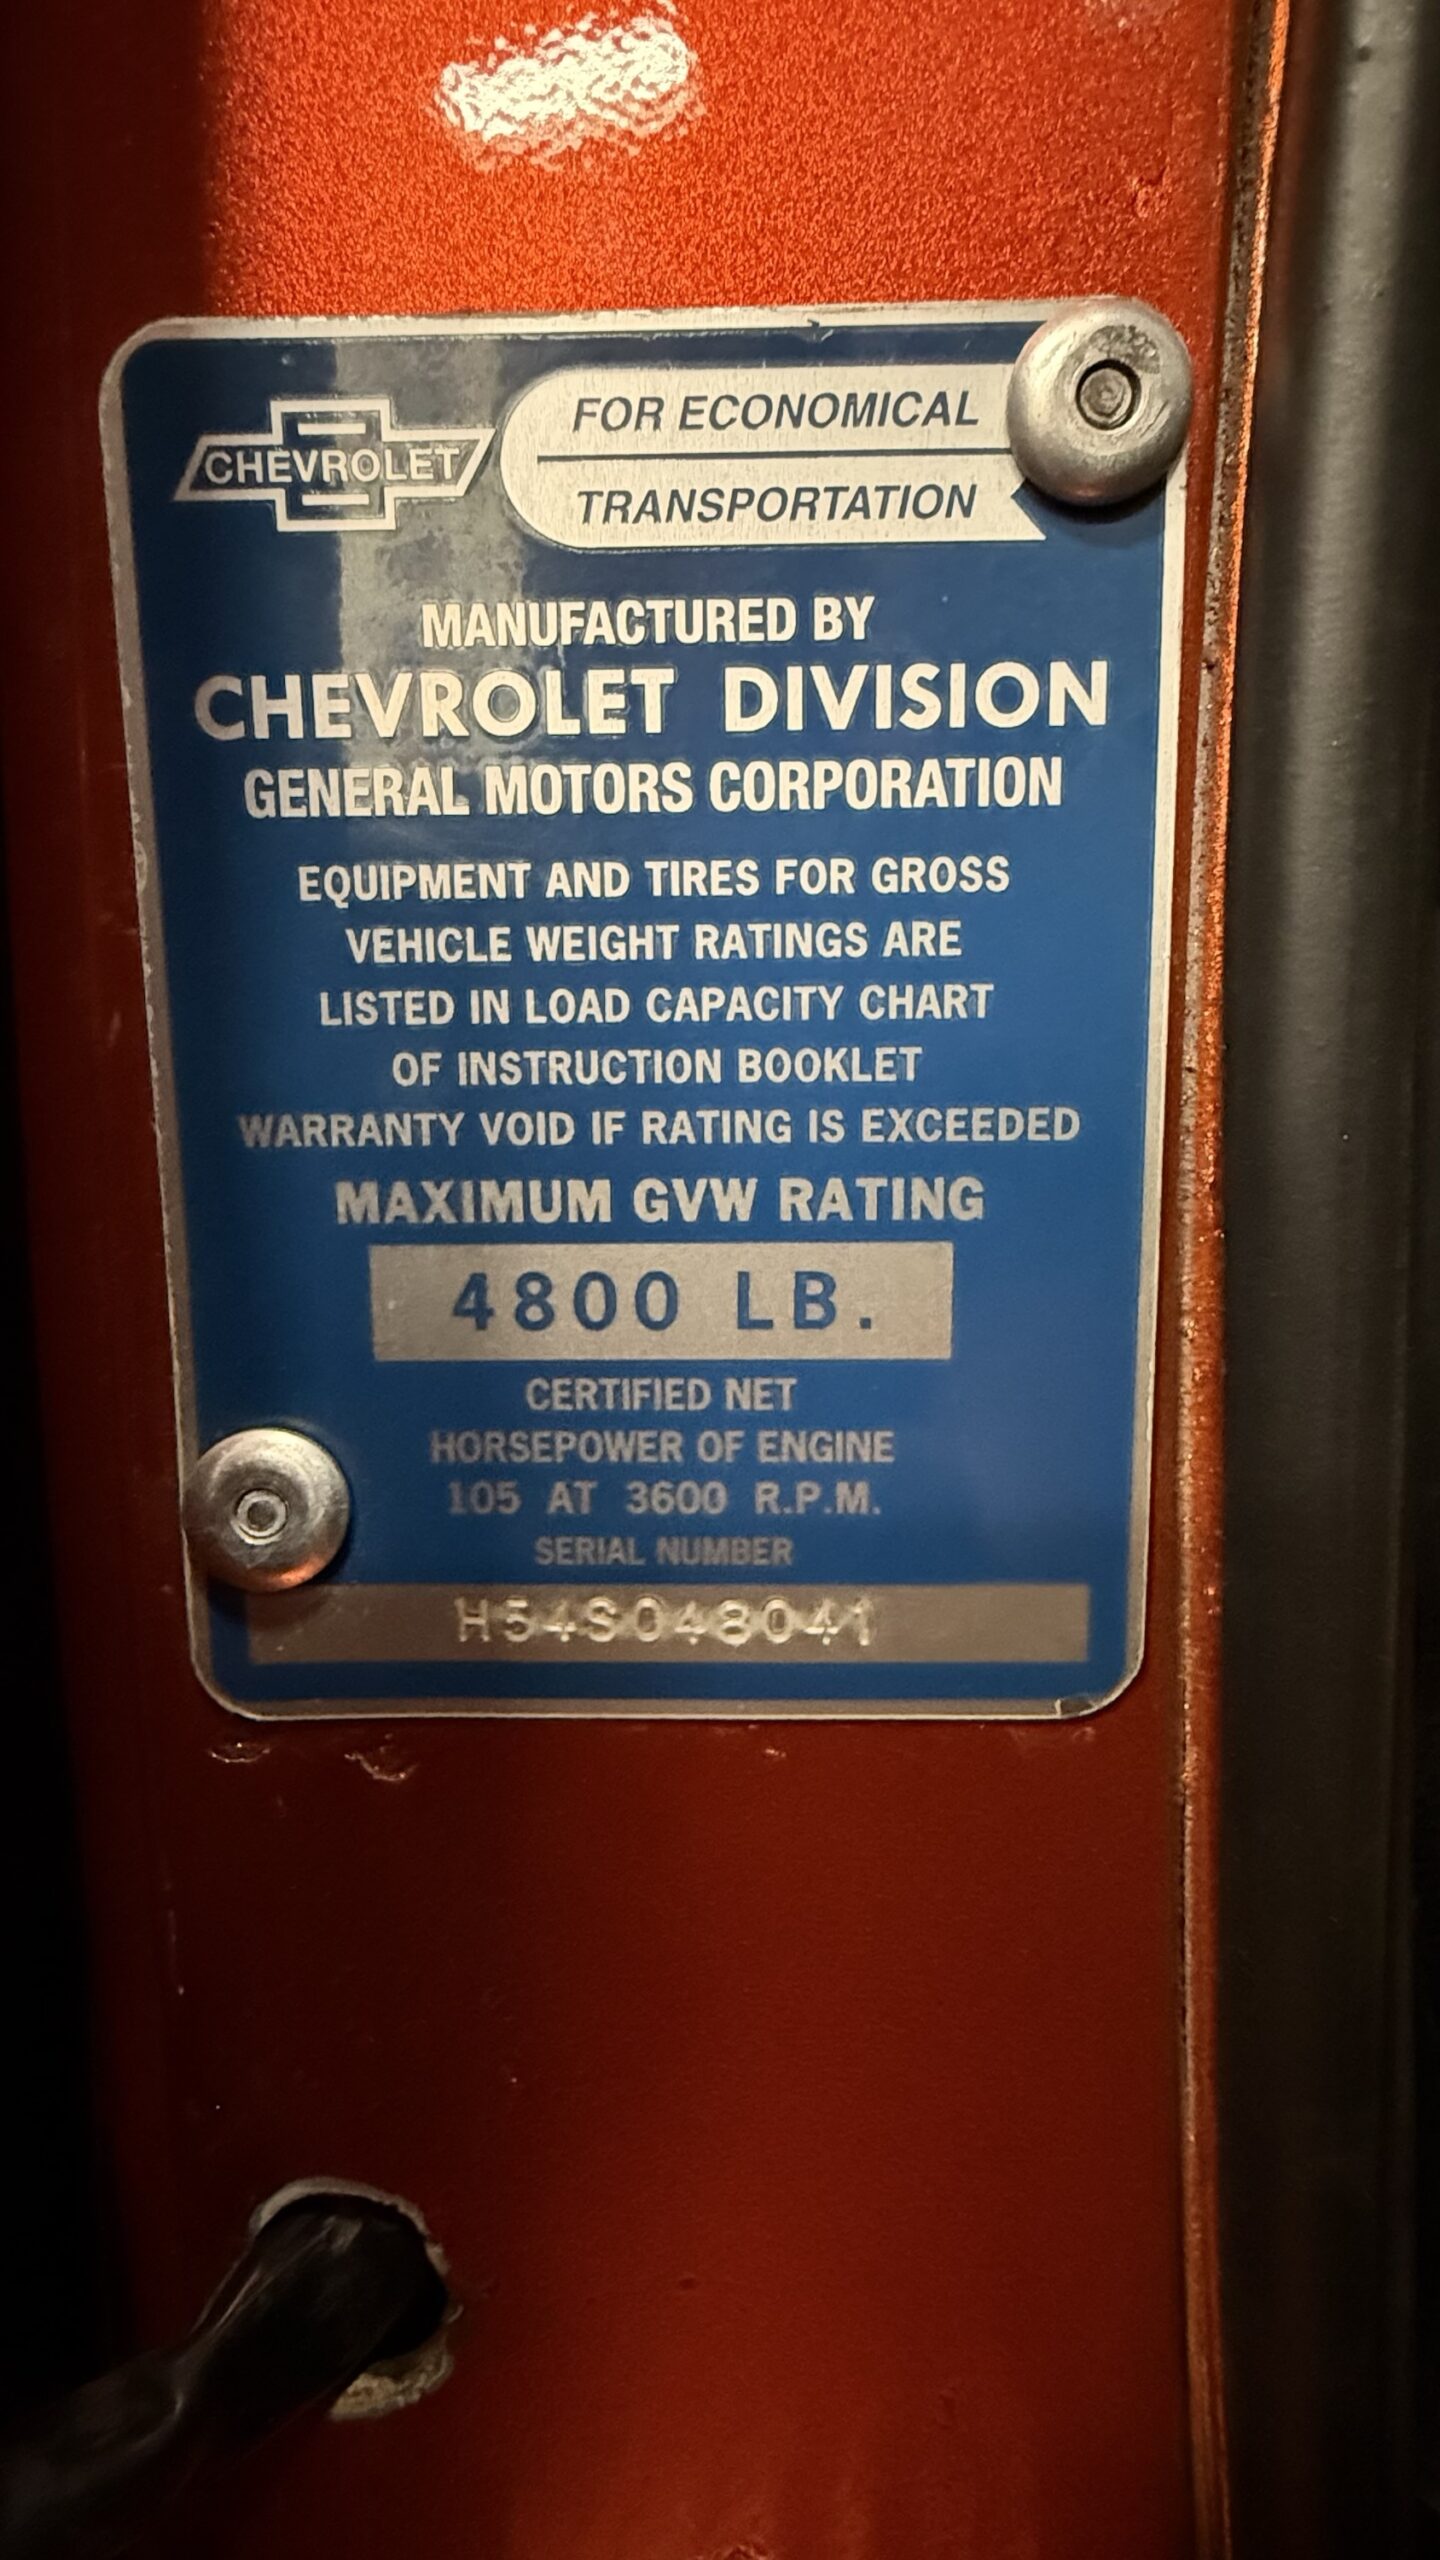 CHEVROLET
FOR ECONOMICAL
TRANSPORTATION
MANUFACTURED BY
CHEVROLET DIVISION
GENERAL MOTORS CORPORATION
EQUIPMENT AND TIRES FOR GROSS
VEHICLE WEIGHT RATINGS ARE
LISTED IN LOAD CAPACITY CHART
OF INSTRUCTION BOOKLET
WARRANTY VOID IF RATING IS EXCEEDED
MAXIMUM GVW RATING
4800 LB.
CERTIFIED NET
HORSEPOWER OF ENGINE
105 AT 3600 R.P.M.
SERIAL NUMBER
H54S048041